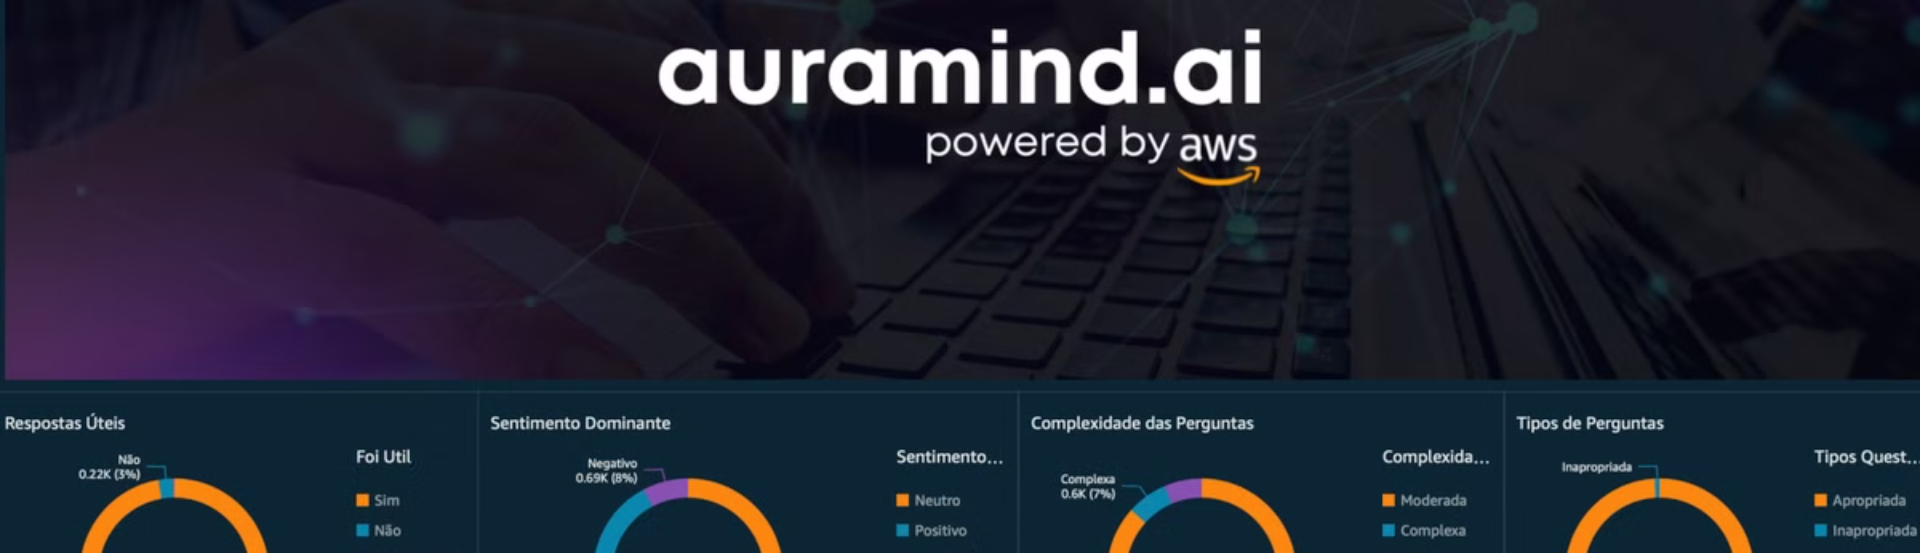 auramind.ai
powered by aws
Respostas Úteis
Não
0.22K (3%)
Foi Util
Sim
Não
Sentimento Dominante
Negativo
0.69K (8%)
Sentimento...
Neutro
Positivo
Complexidade das Perguntas
Complexa
0.6K (7%)
Complexida...
Moderada
Complexa
Tipos de Perguntas
Inapropriada
Tipos Quest...
Apropriada
Inapropriada